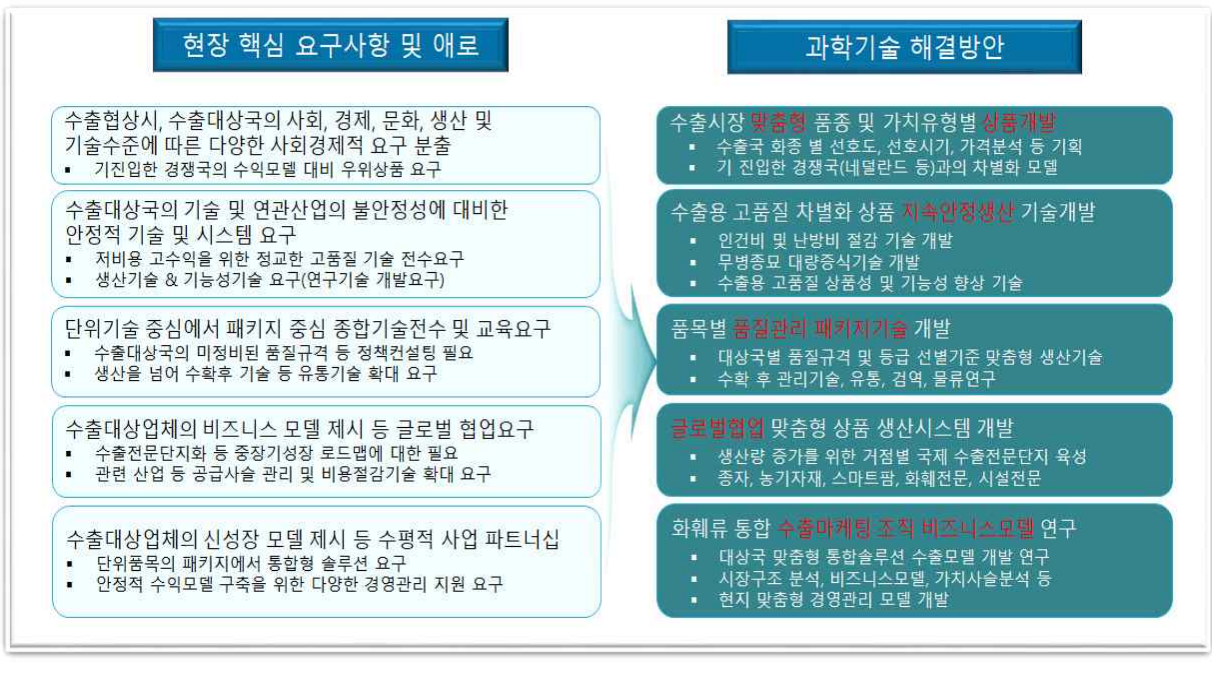 현장 핵심 요구사항 및 애로
수출협상시, 수출대상국의 사회, 경제, 문화, 생산 및
기술수준에 따른 다양한 사회경제적 요구 분출
▪ 기진입한 경쟁국의 수익모델 대비 우위상품 요구
수출대상국의 기술 및 연관산업의 불안정성에 대비한
안정적 기술 및 시스템 요구
▪ 저비용 고수익을 위한 정교한 고품질 기술 전수요구
▪ 생산기술 & 기능성기술 요구(연구기술 개발요구)
단위기술 중심에서 패키지 중심 종합기술전수 및 교육요구
▪ 수출대상국의 미정비된 품질규격 등 정책컨설팅 필요
▪ 생산을 넘어 수확후 기술 등 유통기술 확대 요구
수출대상업체의 비즈니스 모델 제시 등 글로벌 협업요구
▪ 수출전문단지화 등 중장기성장 로드맵에 대한 필요
▪ 관련 산업 등 공급사슬 관리 및 비용절감기술 확대 요구
수출대상업체의 신성장 모델 제시 등 수평적 사업 파트너십
▪ 단위품목의 패키지에서 통합형 솔루션 요구
▪ 안정적 수익모델 구축을 위한 다양한 경영관리 지원 요구
과학기술 해결방안
수출시장 맞춤형 품종 및 가치유형별 상품개발
▪ 수출국 화종 별 선호도, 선호시기, 가격분석 등 기획
▪ 기 진입한 경쟁국(네덜란드 등)과의 차별화 모델
수출용 고품질 차별화 상품 지속안정생산 기술개발
▪ 인건비 및 난방비 절감 기술 개발
▪ 무병종묘 대량증식기술 개발
▪ 수출용 고품질 상품성 및 기능성 향상 기술
품목별 품질관리 패키지기술 개발
▪ 대상국별 품질규격 및 등급 선별기준 맞춤형 생산기술
▪ 수확 후 관리기술, 유통, 검역, 물류연구
글로벌협업 맞춤형 상품 생산시스템 개발
▪ 생산량 증가를 위한 거점별 국제 수출전문단지 육성
▪ 종자, 농기자재, 스마트팜, 화훼전문, 시설전문
화훼류 통합 수출마케팅 조직 비즈니스모델 연구
▪ 대상국 맞춤형 통합솔루션 수출모델 개발 연구
▪ 시장구조 분석, 비즈니스모델, 가치사슬분석 등
▪ 현지 맞춤형 경영관리 모델 개발